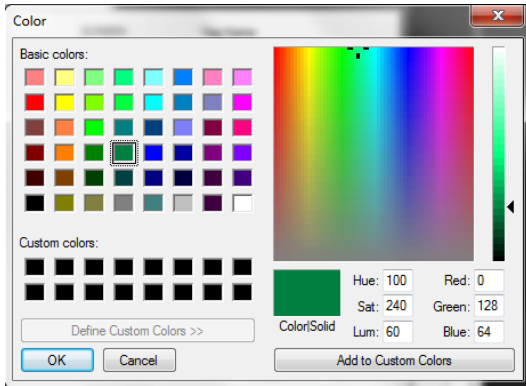 Color
Basic colors:
Custom colors:
Define Custom Colors >>
OK
Cancel
Color|Solid
Hue: 100
Sat: 240
Lum: 60
Red: 0
Green: 128
Blue: 64
Add to Custom Colors